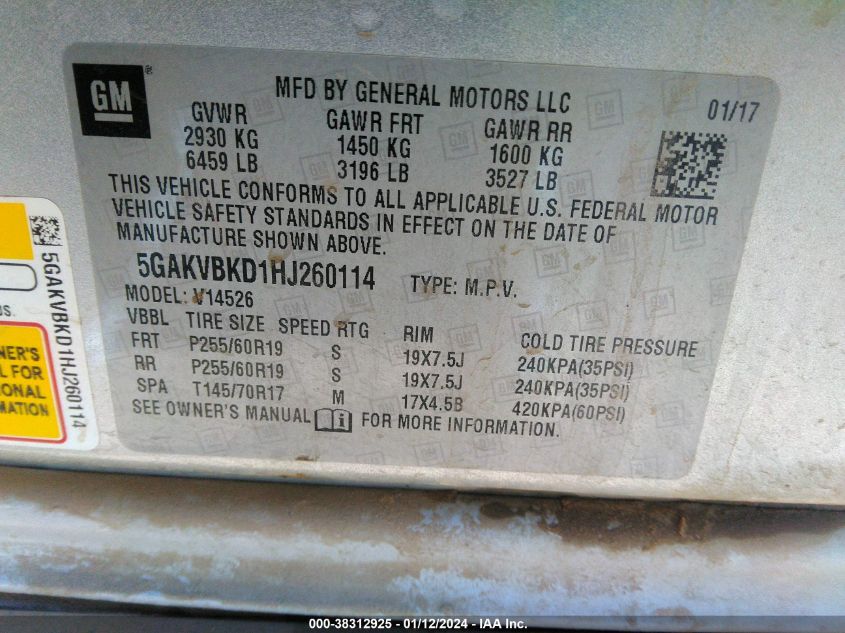 GM
®
MFD BY GENERAL MOTORS LLC
01/17
GVWR GAWR FRT GAWR RR
2930 KG 1450 KG 1600 KG
6459 LB 3196 LB 3527 LB
THIS VEHICLE CONFORMS TO ALL APPLICABLE U.S. FEDERAL MOTOR
VEHICLE SAFETY STANDARDS IN EFFECT ON THE DATE OF
MANUFACTURE SHOWN ABOVE.
5GAKVBKD1HJ260114 TYPE: M.P.V.
MODEL: V14526
VBBL TIRE SIZE SPEED RTG RIM COLD TIRE PRESSURE
FRT P255/60R19 S 19X7.5J 240KPA(35PSI)
RR P255/60R19 S 19X7.5J 240KPA(35PSI)
SPA T145/70R17 M 17X4.5B 420KPA(60PSI)
SEE OWNER'S MANUAL i FOR MORE INFORMATION.
5GAKVBKD1HJ260114
US.
NER'S
L FOR
IONAL
MATION
000-38312925 - 01/12/2024 - IAA Inc.